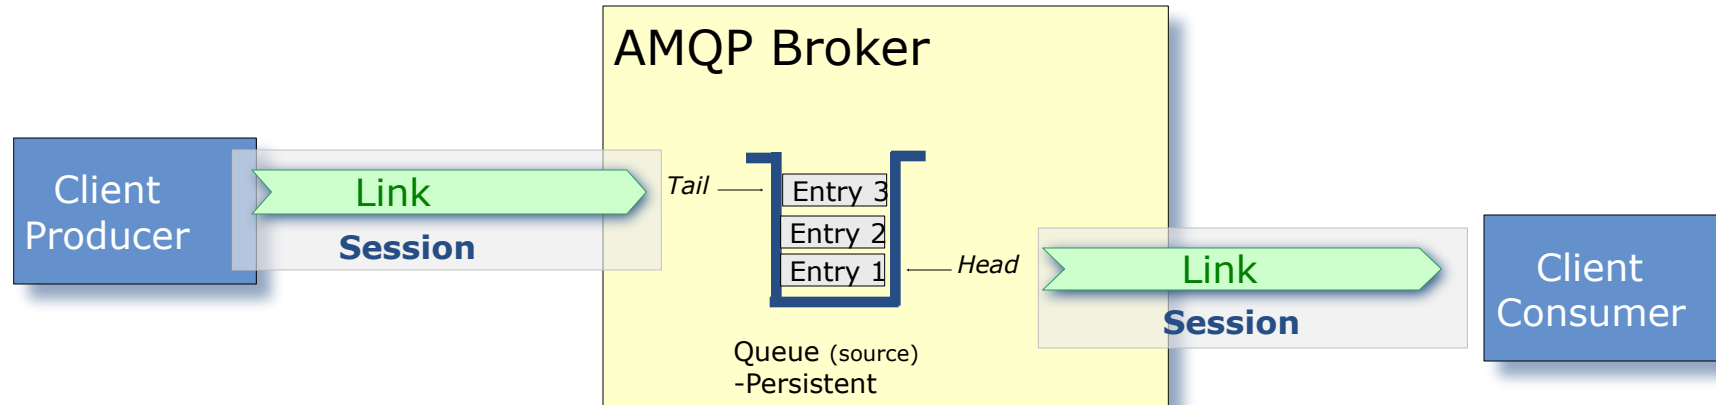 AMQP Broker
Client
Producer
Link
Session
Tail
Entry 3
Entry 2
Entry 1
Head
Queue (source)
-Persistent
Link
Session
Client
Consumer